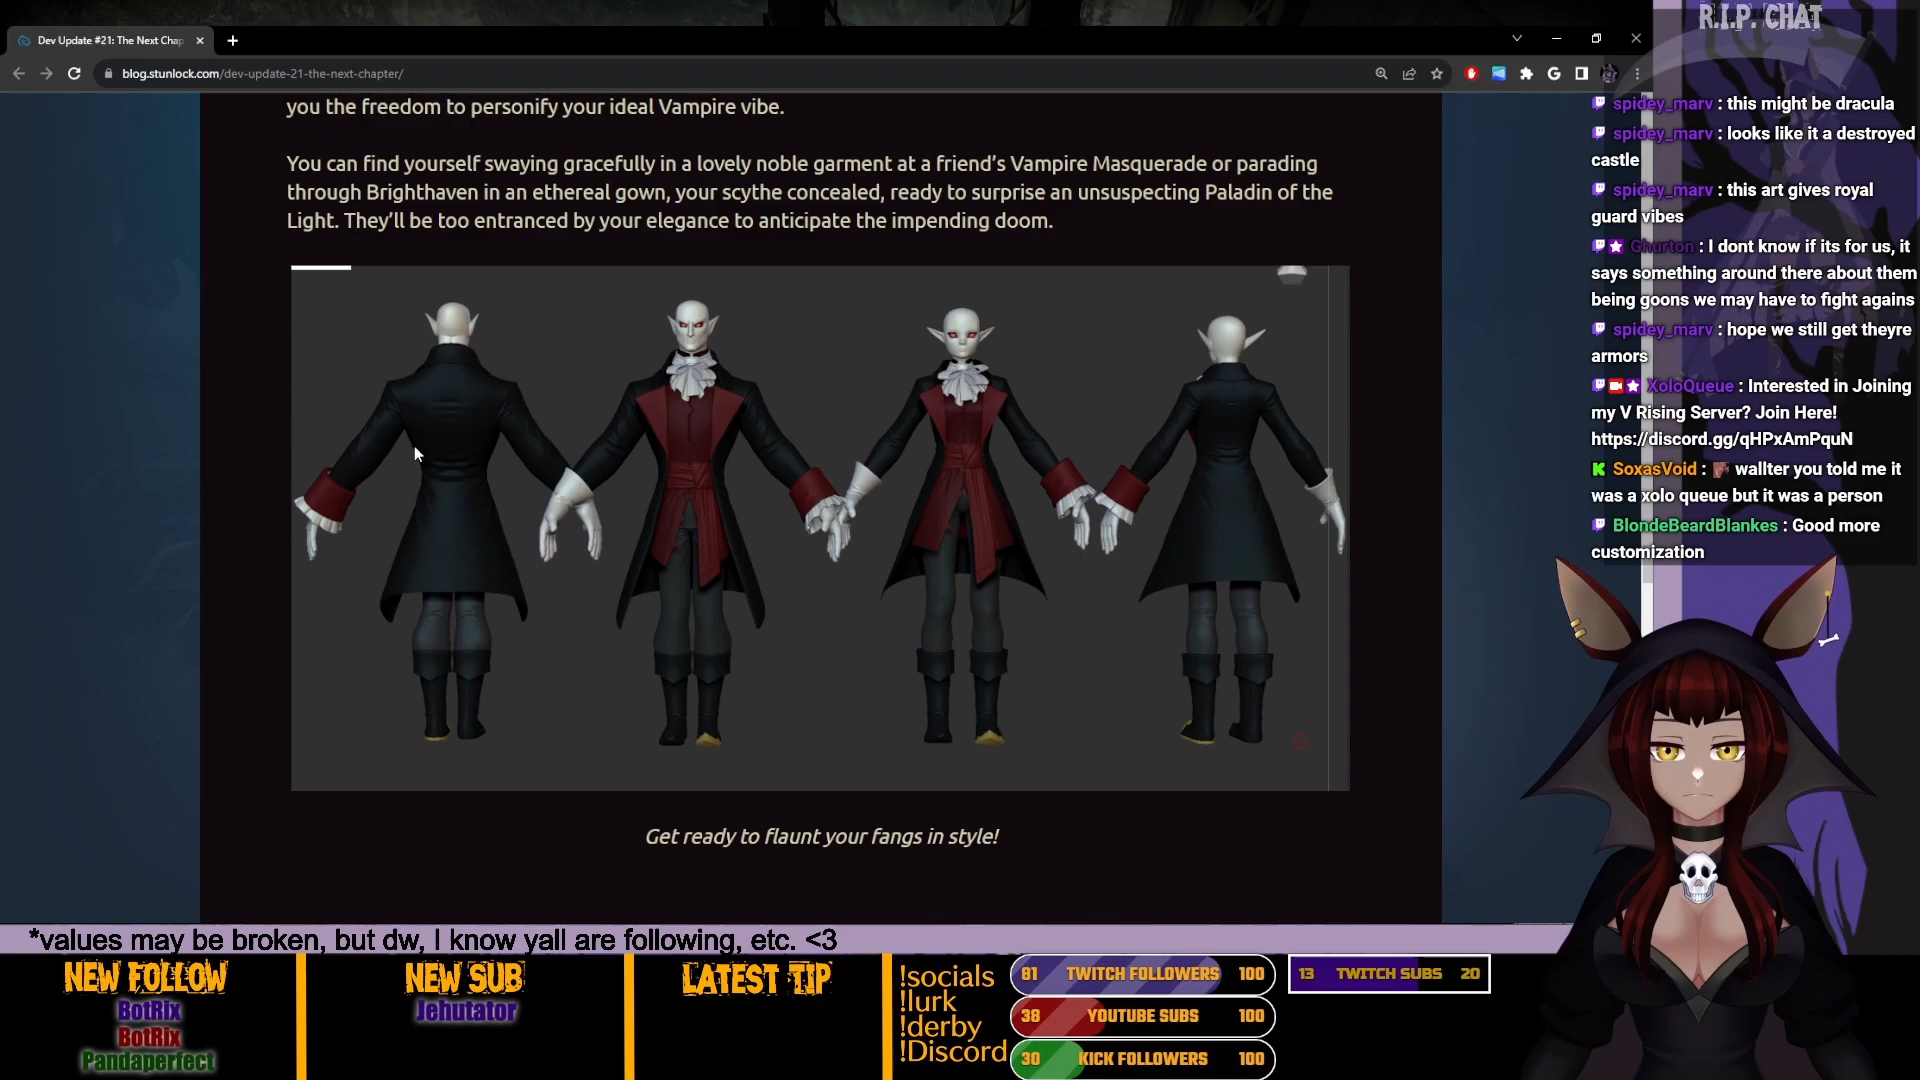 Dev Update #21: The Next Chap
blog.stunlock.com/dev-update-21-the-next-chapter/
you the freedom to personify your ideal Vampire vibe.
You can find yourself swaying gracefully in a lovely noble garment at a friend's Vampire Masquerade or parading
through Brighthaven in an ethereal gown, your scythe concealed, ready to surprise an unsuspecting Paladin of the
Light. They'll be too entranced by your elegance to anticipate the impending doom.
Get ready to flaunt your fangs in style!
R.I.P. CHAT
spidey_marv : this might be dracula
spidey_marv : looks like it a destroyed
castle
spidey_marv : this art gives royal
guard vibes
Ghurton : I dont know if its for us, it
says something around there about them
being goons we may have to fight agains
spidey_marv : hope we still get theyre
armors
XoloQueue : Interested in Joining
my V Rising Server? Join Here!
https://discord.gg/qHPxAmPquN
SoxasVoid : wallter you told me it
was a xolo queue but it was a person
BlondeBeardBlankes : Good more
customization
*values may be broken, but dw, I know yall are following, etc. <3
NEW FOLLOW
BotRix
BotRix
Pandaperfect
NEW SUB
Jehutator
LATEST TIP
!socials
!lurk
!derby
!Discord
81 TWITCH FOLLOWERS 100
38 YOUTUBE SUBS 100
30 KICK FOLLOWERS 100
13 TWITCH SUBS 20